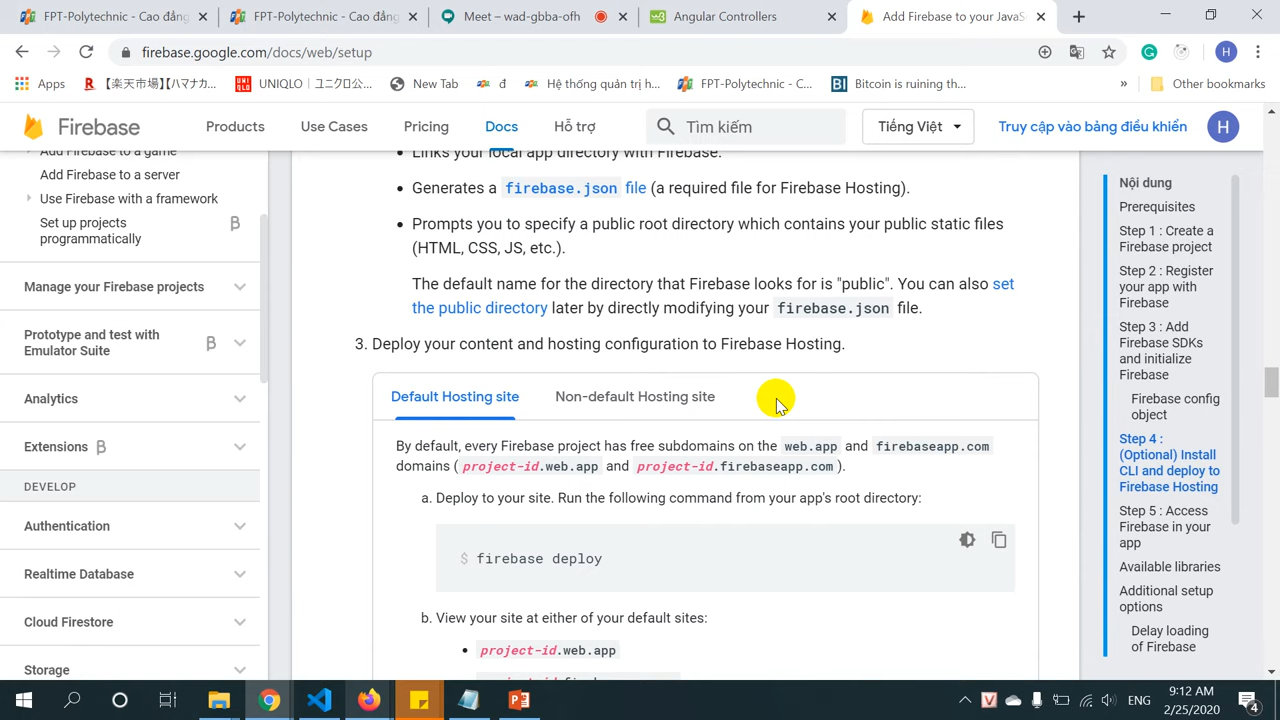 FPT-Polytechnic - Cao đẳng
FPT-Polytechnic - Cao đẳng
Meet – wad-gbba-ofh
Angular Controllers
Add Firebase to your JavaS
firebase.google.com/docs/web/setup
H
Apps
【楽天市場】【ハマナカ...
UNIQLO｜ユニクロ公...
New Tab
đ
Hệ thống quản trị h...
FPT-Polytechnic - C...
BI
Bitcoin is ruining th...
»
Other bookmarks
Firebase
Products
Use Cases
Pricing
Docs
Hỗ trợ
Tìm kiếm
Tiếng Việt
Truy cập vào bảng điều khiển
H
Add Firebase to a game
Add Firebase to a server
Use Firebase with a framework
Set up projects
programmatically
Manage your Firebase projects
Prototype and test with
Emulator Suite
Analytics
Extensions
DEVELOP
Authentication
Realtime Database
Cloud Firestore
Storage
• Links your local app directory with Firebase.
• Generates a firebase.json file (a required file for Firebase Hosting).
• Prompts you to specify a public root directory which contains your public static files
(HTML, CSS, JS, etc.).
The default name for the directory that Firebase looks for is "public". You can also set
the public directory later by directly modifying your firebase.json file.
3. Deploy your content and hosting configuration to Firebase Hosting.
Default Hosting site
Non-default Hosting site
By default, every Firebase project has free subdomains on the web.app and firebaseapp.com
domains ( project-id.web.app and project-id.firebaseapp.com ).
a. Deploy to your site. Run the following command from your app's root directory:
$ firebase deploy
b. View your site at either of your default sites:
• project-id.web.app
Nội dung
Prerequisites
Step 1 : Create a
Firebase project
Step 2 : Register
your app with
Firebase
Step 3 : Add
Firebase SDKs
and initialize
Firebase
Firebase config
object
Step 4 :
(Optional) Install
CLI and deploy to
Firebase Hosting
Step 5 : Access
Firebase in your
app
Available libraries
Additional setup
options
Delay loading
of Firebase
ENG
9:12 AM
2/25/2020
4